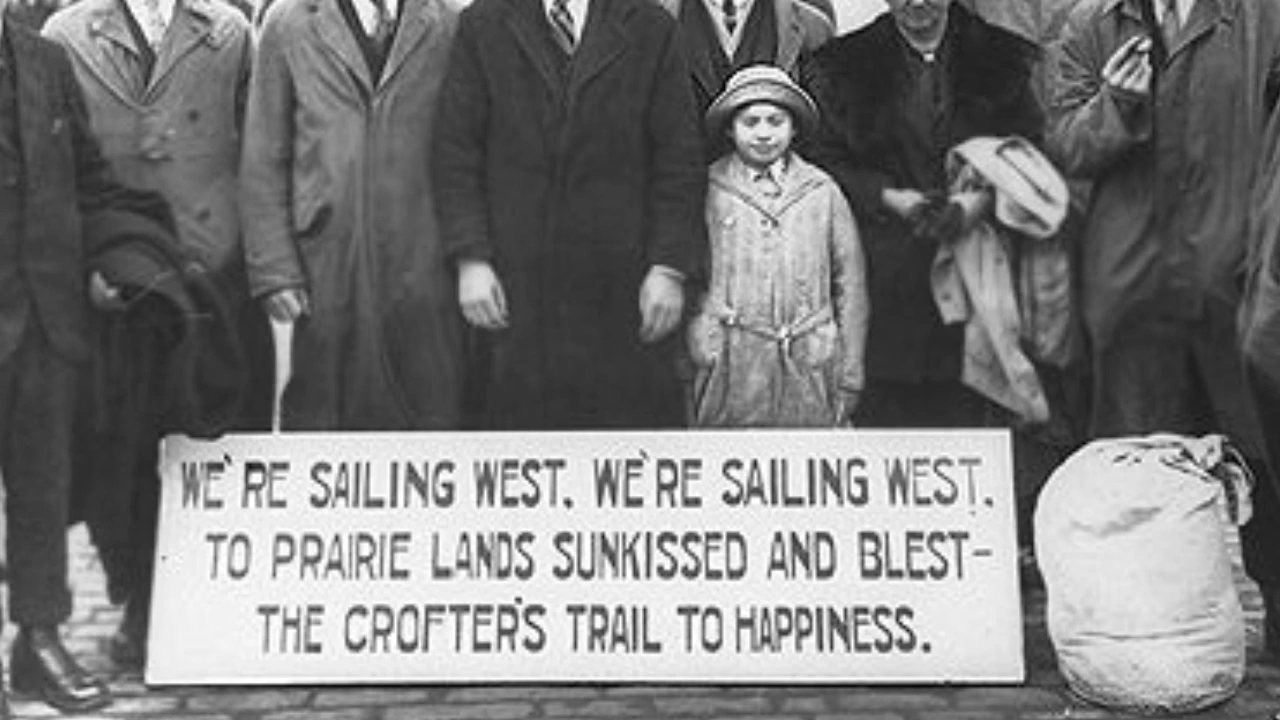 WE'RE SAILING WEST. WE'RE SAILING WEST.
TO PRAIRIE LANDS SUNKISSED AND BLEST-
THE CROFTER'S TRAIL TO HAPPINESS.